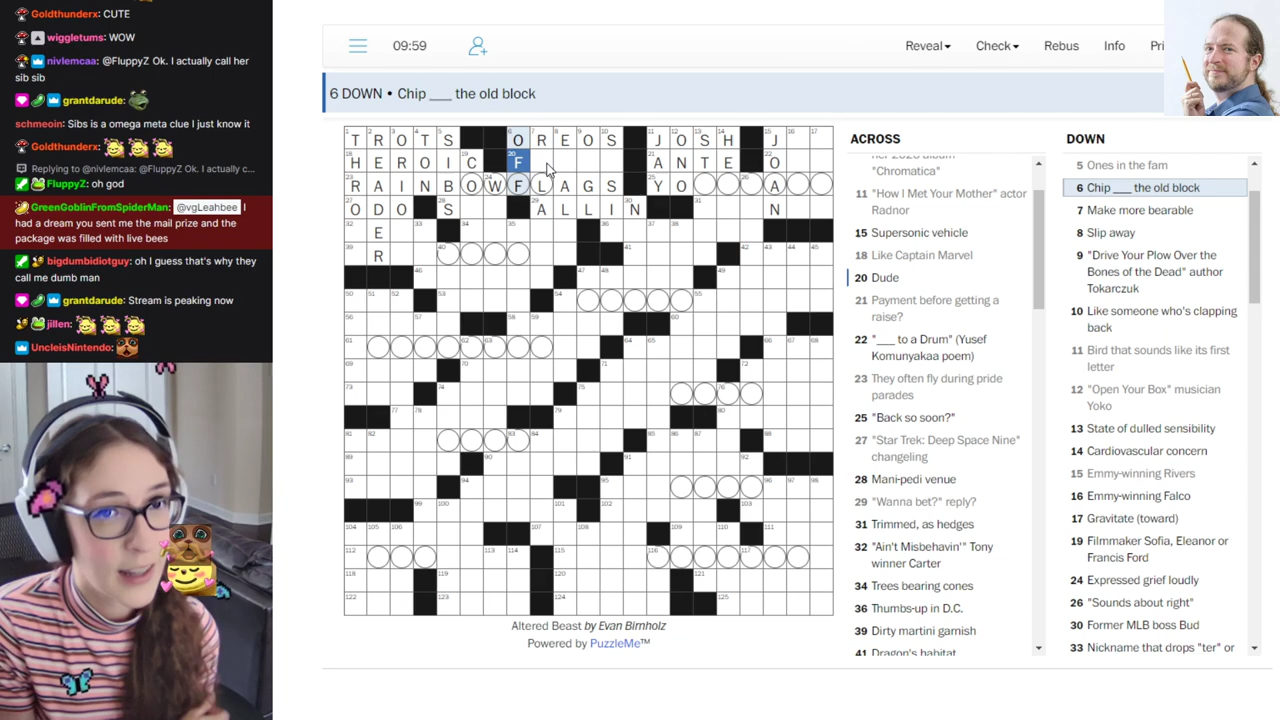 Goldthunderx: CUTE
wiggletums: WOW
nivlemcaa: @FluppyZ Ok. I actually call her
sib sib
grantdarude:
schmeoin: Sibs is a omega meta clue I just know it
Goldthunderx:
Replying to @nivlemcaa: @FluppyZ Ok. I actually c...
FluppyZ: oh god
GreenGoblinFromSpiderMan: @vgLeahbee I
had a dream you sent me the mail prize and the
package was filled with live bees
bigdumbidiotguy: oh I guess that's why they
call me dumb man
grantdarude: Stream is peaking now
jillen:
UncleisNintendo:
09:59
Reveal
Check
Rebus
Info
Pri
6 DOWN • Chip ___ the old block
T R O T S O R E O S J O S H J
H E R O I C F A N T E O
R A I N B O W F L A G S Y O A
O D O S A L L I N N
E
R
Altered Beast by Evan Birnholz
Powered by PuzzleMe™
ACROSS
her 2020 album
"Chromatica"
11 "How I Met Your Mother" actor
Radnor
15 Supersonic vehicle
18 Like Captain Marvel
20 Dude
21 Payment before getting a
raise?
22 "___ to a Drum" (Yusef
Komunyakaa poem)
23 They often fly during pride
parades
25 "Back so soon?"
27 "Star Trek: Deep Space Nine"
changeling
28 Mani-pedi venue
29 "Wanna bet?" reply?
31 Trimmed, as hedges
32 "Ain't Misbehavin'" Tony
winner Carter
34 Trees bearing cones
36 Thumbs-up in D.C.
39 Dirty martini garnish
41 Dragon's habitat
DOWN
5 Ones in the fam
6 Chip ___ the old block
7 Make more bearable
8 Slip away
9 "Drive Your Plow Over the
Bones of the Dead" author
Tokarczuk
10 Like someone who's clapping
back
11 Bird that sounds like its first
letter
12 "Open Your Box" musician
Yoko
13 State of dulled sensibility
14 Cardiovascular concern
15 Emmy-winning Rivers
16 Emmy-winning Falco
17 Gravitate (toward)
19 Filmmaker Sofia, Eleanor or
Francis Ford
24 Expressed grief loudly
26 "Sounds about right"
30 Former MLB boss Bud
33 Nickname that drops "ter" or